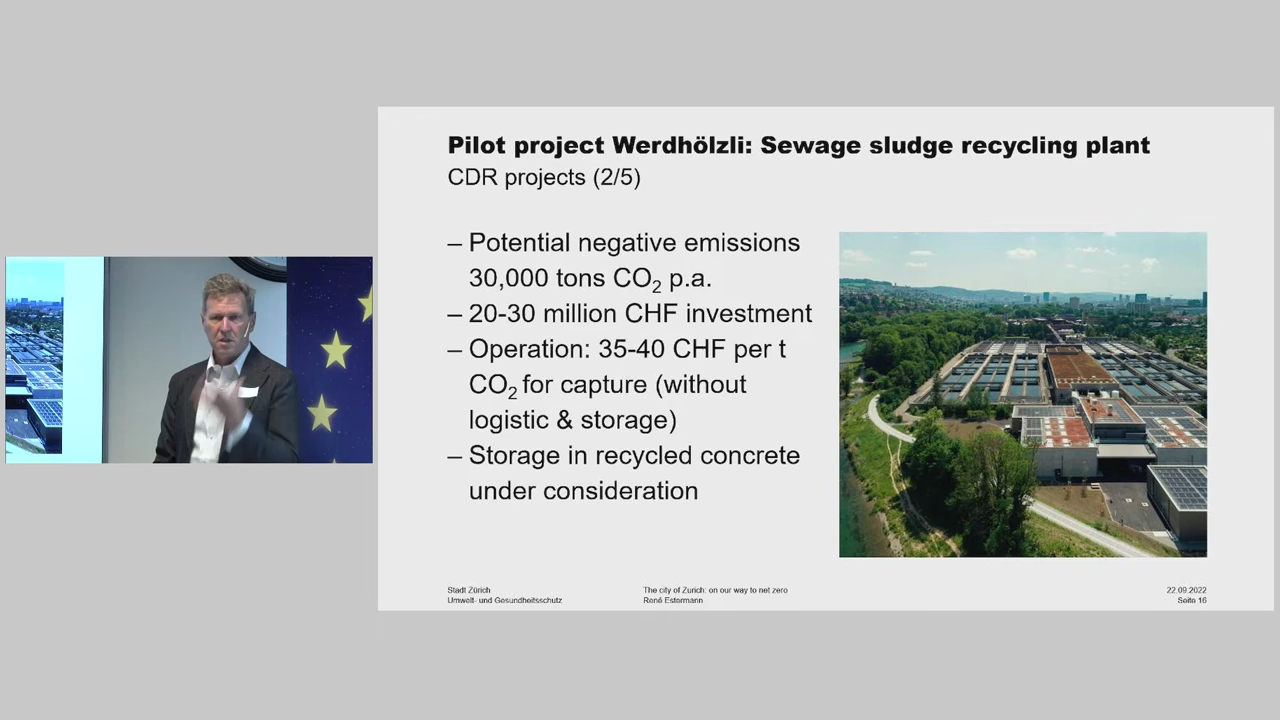 Pilot project Werdhölzli: Sewage sludge recycling plant
CDR projects (2/5)
– Potential negative emissions
30,000 tons CO₂ p.a.
– 20-30 million CHF investment
– Operation: 35-40 CHF per t
CO₂ for capture (without
logistic & storage)
– Storage in recycled concrete
under consideration
Stadt Zürich
Umwelt- und Gesundheitsschutz
The city of Zurich: on our way to net zero
René Estermann
22.09.2022
Seite 16